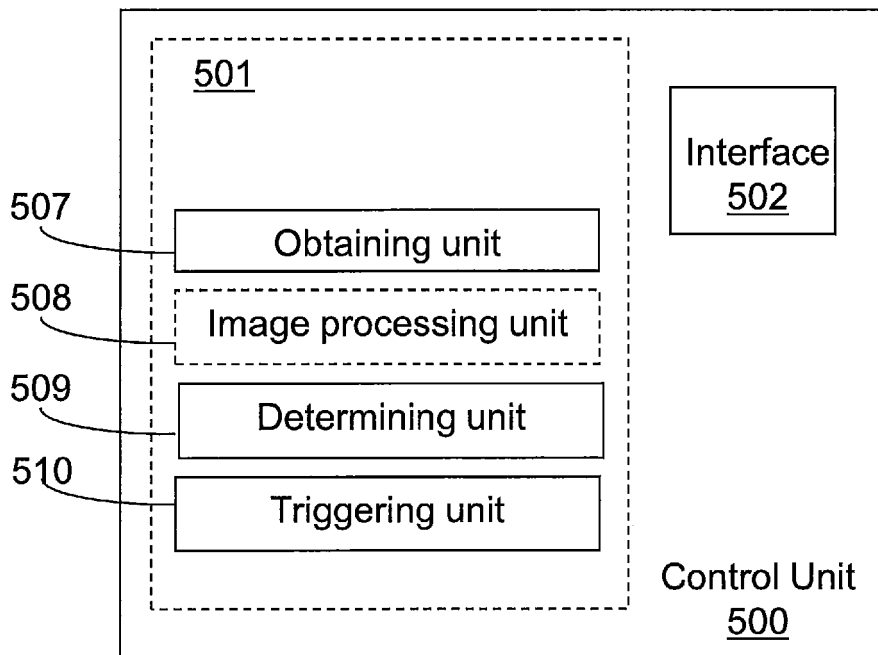 501
Interface
502
507
Obtaining unit
508
Image processing unit
509
Determining unit
510
Triggering unit
Control Unit
500